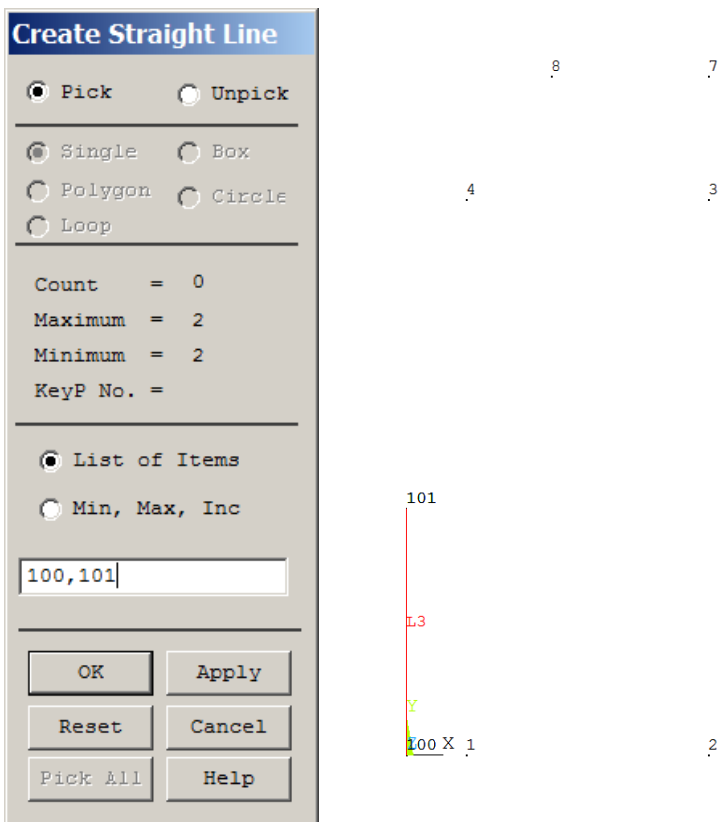 Create Straight Line
Pick Unpick
Single Box
Polygon Circle
Loop
Count = 0
Maximum = 2
Minimum = 2
KeyP No. =
List of Items
Min, Max, Inc
100,101
OK Apply
Reset Cancel
Pick All Help
8 7
4 3
101
L3
Y
100 X 1 2